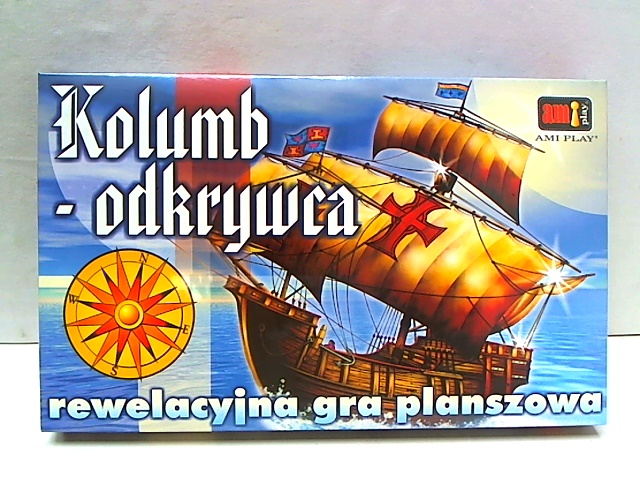 Kolumb
- odkrywca
ami play
AMI PLAY®
N
W
E
S
rewelacyjna gra planszowa